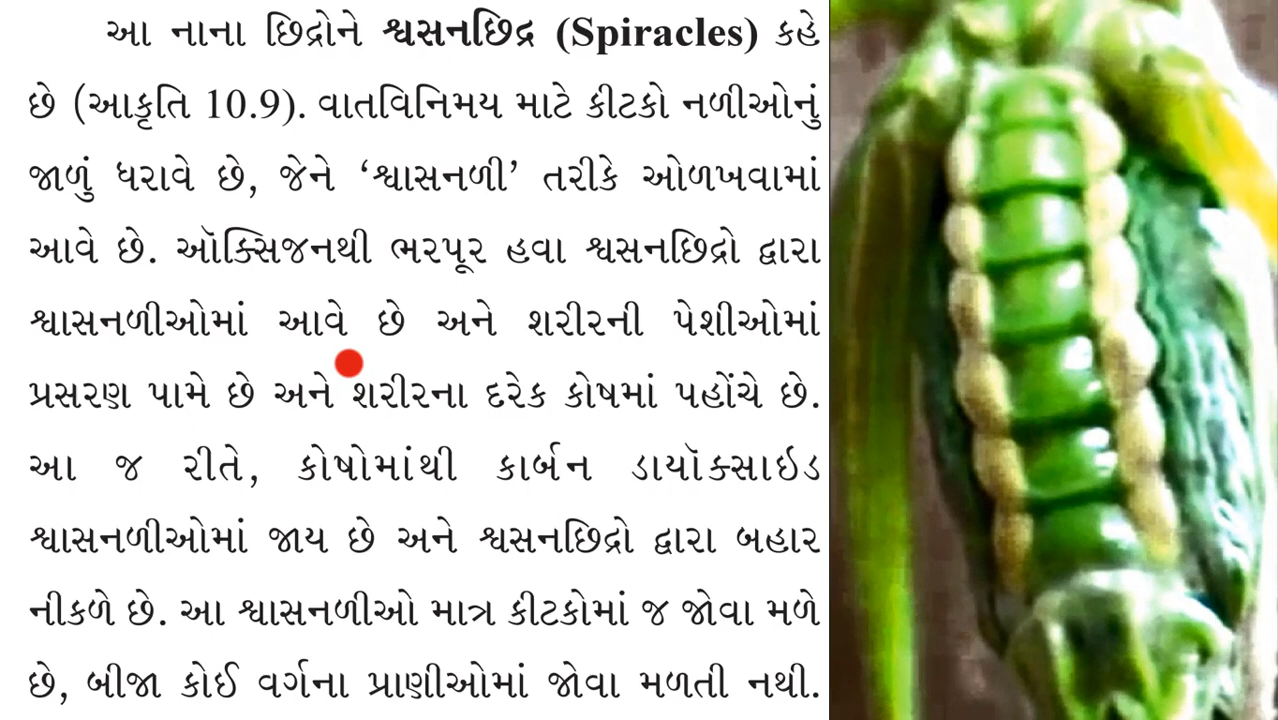 આ નાના છિદ્રોને શ્વસનછિદ્ર (Spiracles) કહે
છે (આકૃતિ 10.9). વાતવિનિમય માટે કીટકો નળીઓનું
જાળું ધરાવે છે, જેને ‘શ્વાસનળી’ તરીકે ઓળખવામાં
આવે છે. ઑક્સિજનથી ભરપૂર હવા શ્વસનછિદ્રો દ્વારા
શ્વાસનળીઓમાં આવે છે અને શરીરની પેશીઓમાં
પ્રસરણ પામે છે અને શરીરના દરેક કોષમાં પહોંચે છે.
આ જ રીતે, કોષોમાંથી કાર્બન ડાયૉક્સાઇડ
શ્વાસનળીઓમાં જાય છે અને શ્વસનછિદ્રો દ્વારા બહાર
નીકળે છે. આ શ્વાસનળીઓ માત્ર કીટકોમાં જ જોવા મળે
છે, બીજા કોઈ વર્ગના પ્રાણીઓમાં જોવા મળતી નથી.